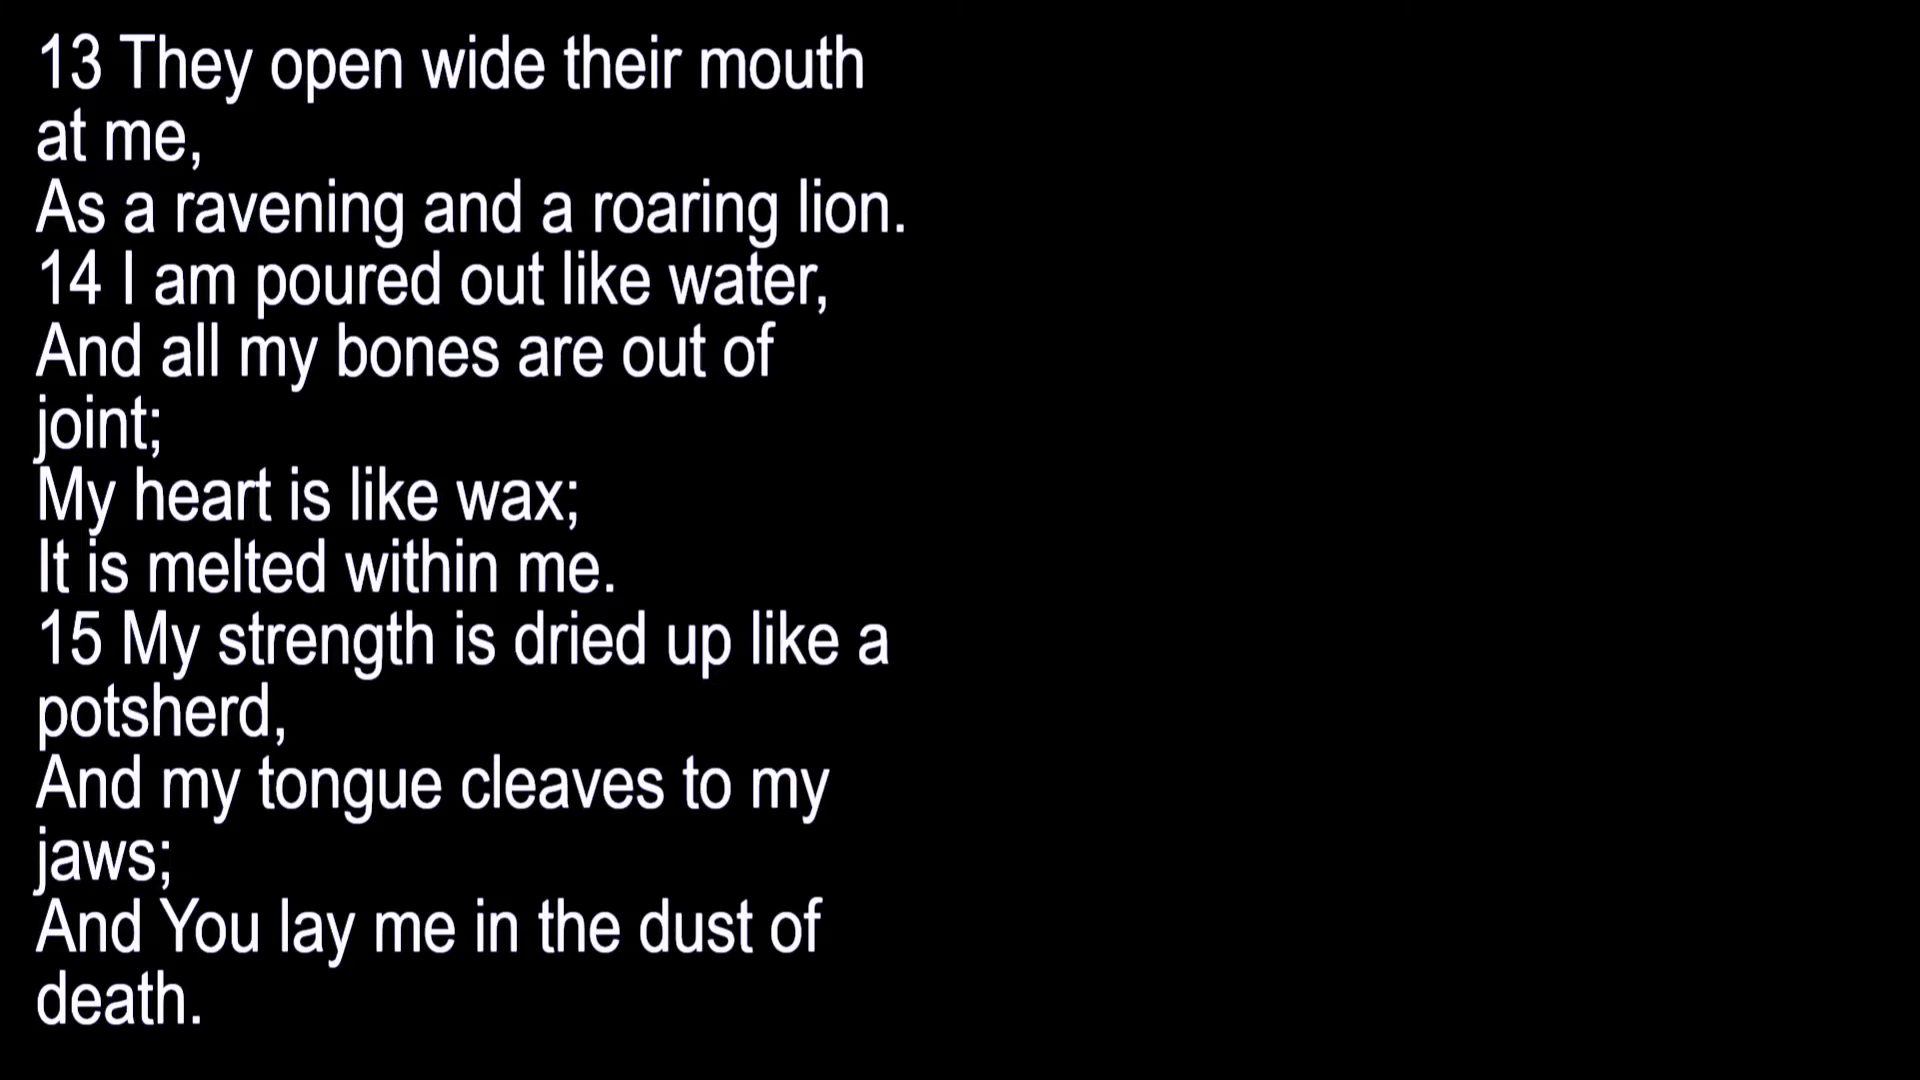 13 They open wide their mouth
at me,
As a ravening and a roaring lion.
14 I am poured out like water,
And all my bones are out of
joint;
My heart is like wax;
It is melted within me.
15 My strength is dried up like a
potsherd,
And my tongue cleaves to my
jaws;
And You lay me in the dust of
death.